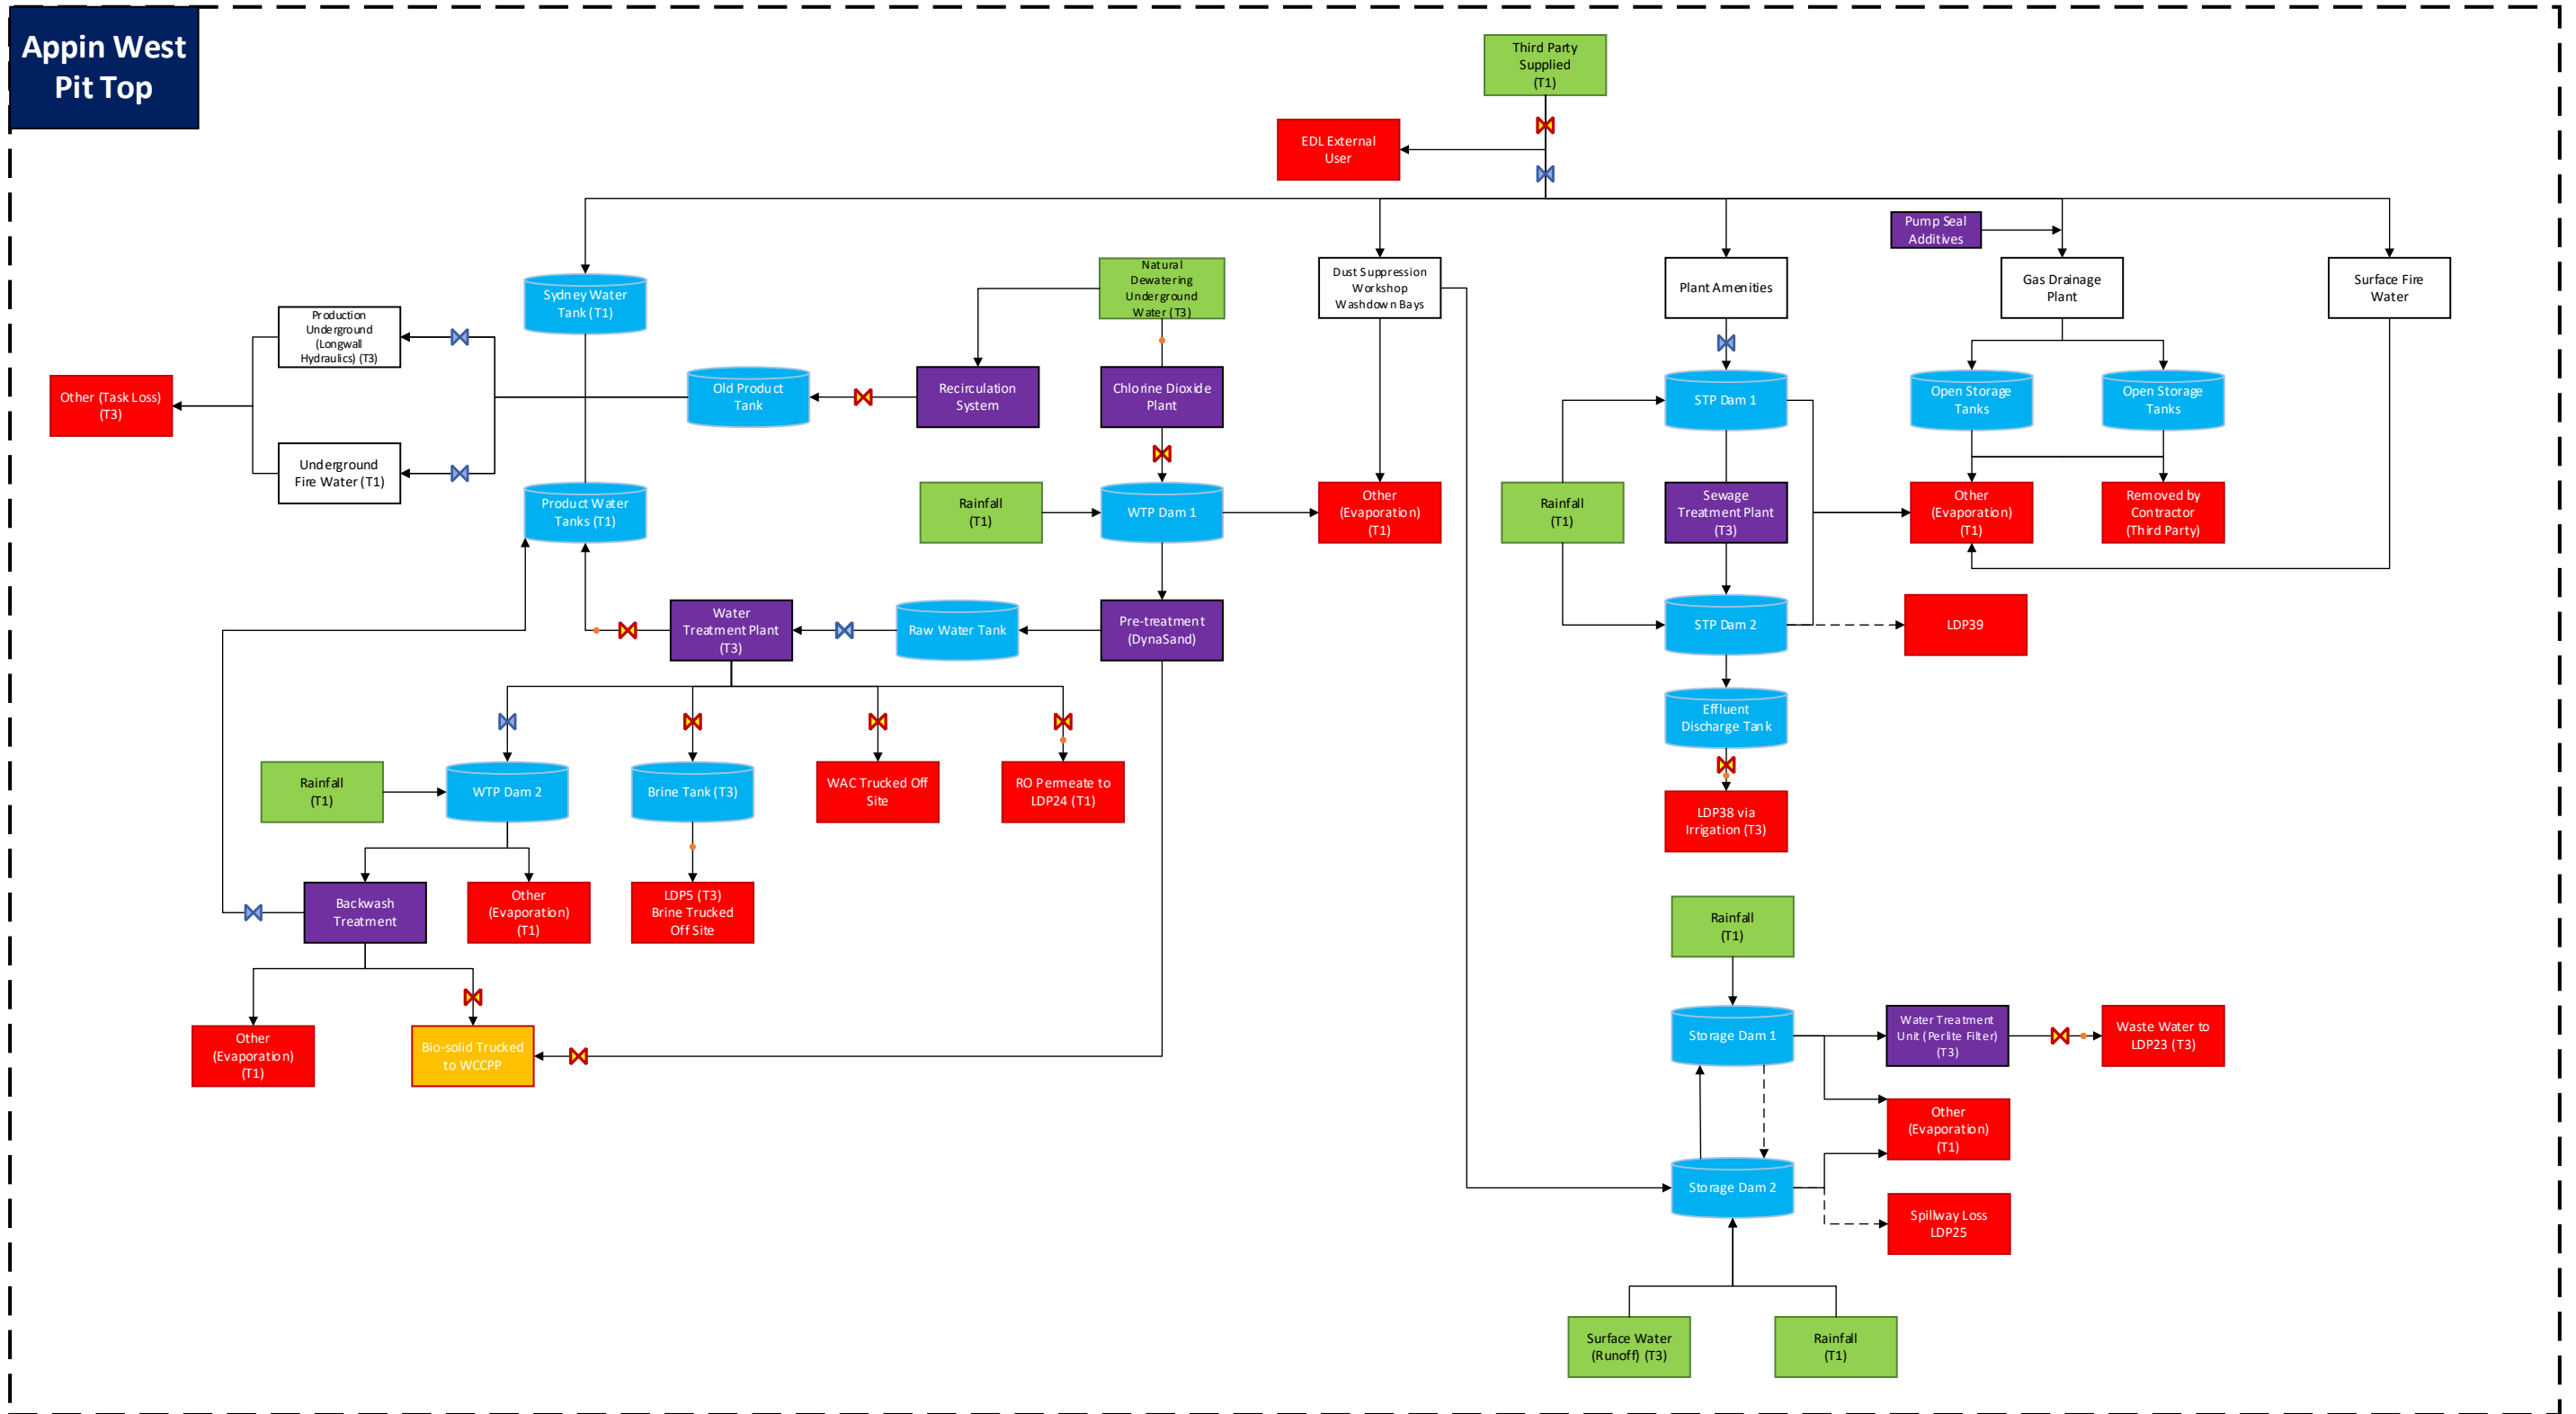 Appin West
Pit Top
Third Party
Supplied
(T1)
EDL External
User
Pump Seal
Additives
Sydney Water
Tank (T1)
Natural
Dewatering
Underground
Water (T3)
Dust Suppression
Workshop
Washdown Bays
Plant Amenities
Gas Drainage
Plant
Surface Fire
Water
Production
Underground
(Longwall
Hydraulics) (T3)
Other (Task Loss)
(T3)
Old Product
Tank
Recirculation
System
Chlorine Dioxide
Plant
STP Dam 1
Open Storage
Tanks
Open Storage
Tanks
Underground
Fire Water (T1)
Product Water
Tanks (T1)
Rainfall
(T1)
WTP Dam 1
Other
(Evaporation)
(T1)
Rainfall
(T1)
Sewage
Treatment Plant
(T3)
Other
(Evaporation)
(T1)
Removed by
Contractor
(Third Party)
Water
Treatment Plant
(T3)
Raw Water Tank
Pre-treatment
(DynaSand)
STP Dam 2
LDP39
Effluent
Discharge Tank
Rainfall
(T1)
WTP Dam 2
Brine Tank (T3)
WAC Trucked Off
Site
RO Permeate to
LDP24 (T1)
LDP38 via
Irrigation (T3)
Backwash
Treatment
Other
(Evaporation)
(T1)
LDP5 (T3)
Brine Trucked
Off Site
Rainfall
(T1)
Other
(Evaporation)
(T1)
Bio-solid Trucked
to WCCPP
Storage Dam 1
Water Treatment
Unit (Perlite Filter)
(T3)
Waste Water to
LDP23 (T3)
Other
(Evaporation)
(T1)
Storage Dam 2
Spillway Loss
LDP25
Surface Water
(Runoff) (T3)
Rainfall
(T1)